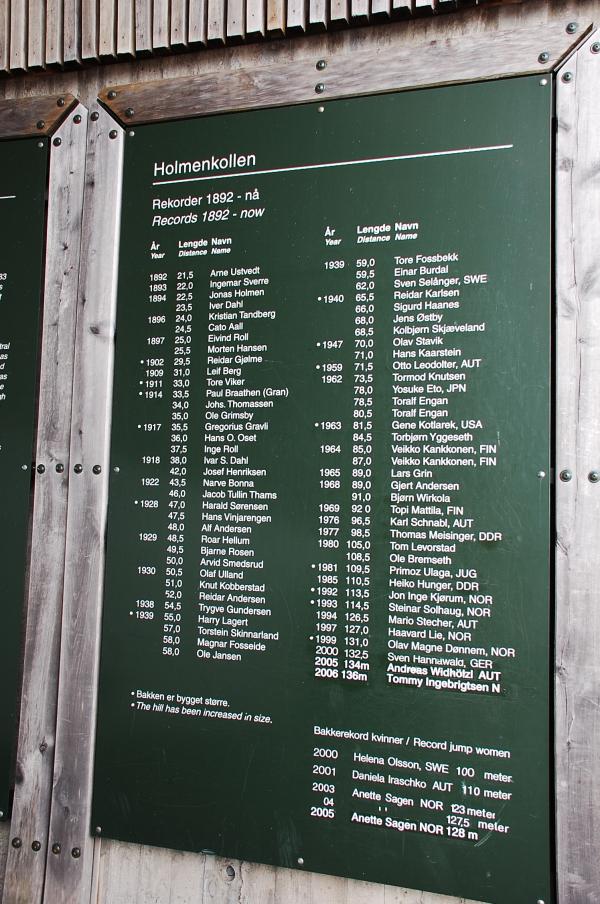 Holmenkollen
Rekorder 1892 - nå
Records 1892 - now
År Lengde Navn
Year Distance Name
1892 21,5 Arne Ustvedt
1893 22,0 Ingemar Sverre
1894 22,5 Jonas Holmen
23,5 Iver Dahl
1896 24,0 Kristian Tandberg
24,5 Cato Aall
1897 25,0 Eivind Roll
25,5 Morten Hansen
• 1902 29,5 Reidar Gjølme
1909 31,0 Leif Berg
• 1911 33,0 Tore Viker
• 1914 33,5 Paul Braathen (Gran)
34,0 Johs. Thomassen
35,0 Ole Grimsby
• 1917 35,5 Gregorius Gravli
36,0 Hans O. Oset
37,5 Inge Roll
1918 38,0 Ivar S. Dahl
42,0 Josef Henriksen
1922 43,5 Narve Bonna
46,0 Jacob Tullin Thams
• 1928 47,0 Harald Sørensen
47,5 Hans Vinjarengen
48,0 Alf Andersen
1929 48,5 Roar Hellum
49,5 Bjarne Rosen
50,0 Arvid Smedsrud
1930 50,5 Olaf Ulland
51,0 Knut Kobberstad
52,0 Reidar Andersen
1938 54,5 Trygve Gundersen
• 1939 55,0 Harry Lagert
57,0 Torstein Skinnarland
58,0 Magnar Fosseide
58,0 Ole Jansen
• Bakken er bygget større.
• The hill has been increased in size.
År Lengde Navn
Year Distance Name
1939 59,0 Tore Fossbekk
59,5 Einar Burdal
62,0 Sven Selånger, SWE
• 1940 65,5 Reidar Karlsen
66,0 Sigurd Haanes
68,0 Jens Østby
68,5 Kolbjørn Skjæveland
• 1947 70,0 Olav Stavik
71,0 Hans Kaarstein
• 1959 71,5 Otto Leodolter, AUT
1962 73,5 Tormod Knutsen
78,0 Yosuke Eto, JPN
78,5 Toralf Engan
80,5 Toralf Engan
• 1963 81,5 Gene Kotlarek, USA
84,5 Torbjørn Yggeseth
1964 85,0 Veikko Kankkonen, FIN
87,0 Veikko Kankkonen, FIN
1965 89,0 Lars Grin
1968 89,0 Gjert Andersen
91,0 Bjørn Wirkola
1969 92 0 Topi Mattila, FIN
1976 96,5 Karl Schnabl, AUT
1977 98,5 Thomas Meisinger, DDR
1980 105,0 Tom Levorstad
108,5 Ole Bremseth
• 1981 109,5 Primoz Ulaga, JUG
1985 110,5 Heiko Hunger, DDR
• 1992 113,5 Jon Inge Kjørum, NOR
• 1993 114,5 Steinar Solhaug, NOR
1994 126,5 Mario Stecher, AUT
1997 127,0 Haavard Lie, NOR
• 1999 131,0 Olav Magne Dønnem, NOR
2000 132,5 Sven Hannawald, GER
2005 134m Andreas Widhölzl AUT
2006 136m Tommy Ingebrigtsen N
Bakkerekord kvinner / Record jump women
2000 Helena Olsson, SWE 100 meter
2001 Daniela Iraschko AUT 110 meter
2003 Anette Sagen NOR 123 meter
04 ıı 127,5 meter
2005 Anette Sagen NOR 128 m